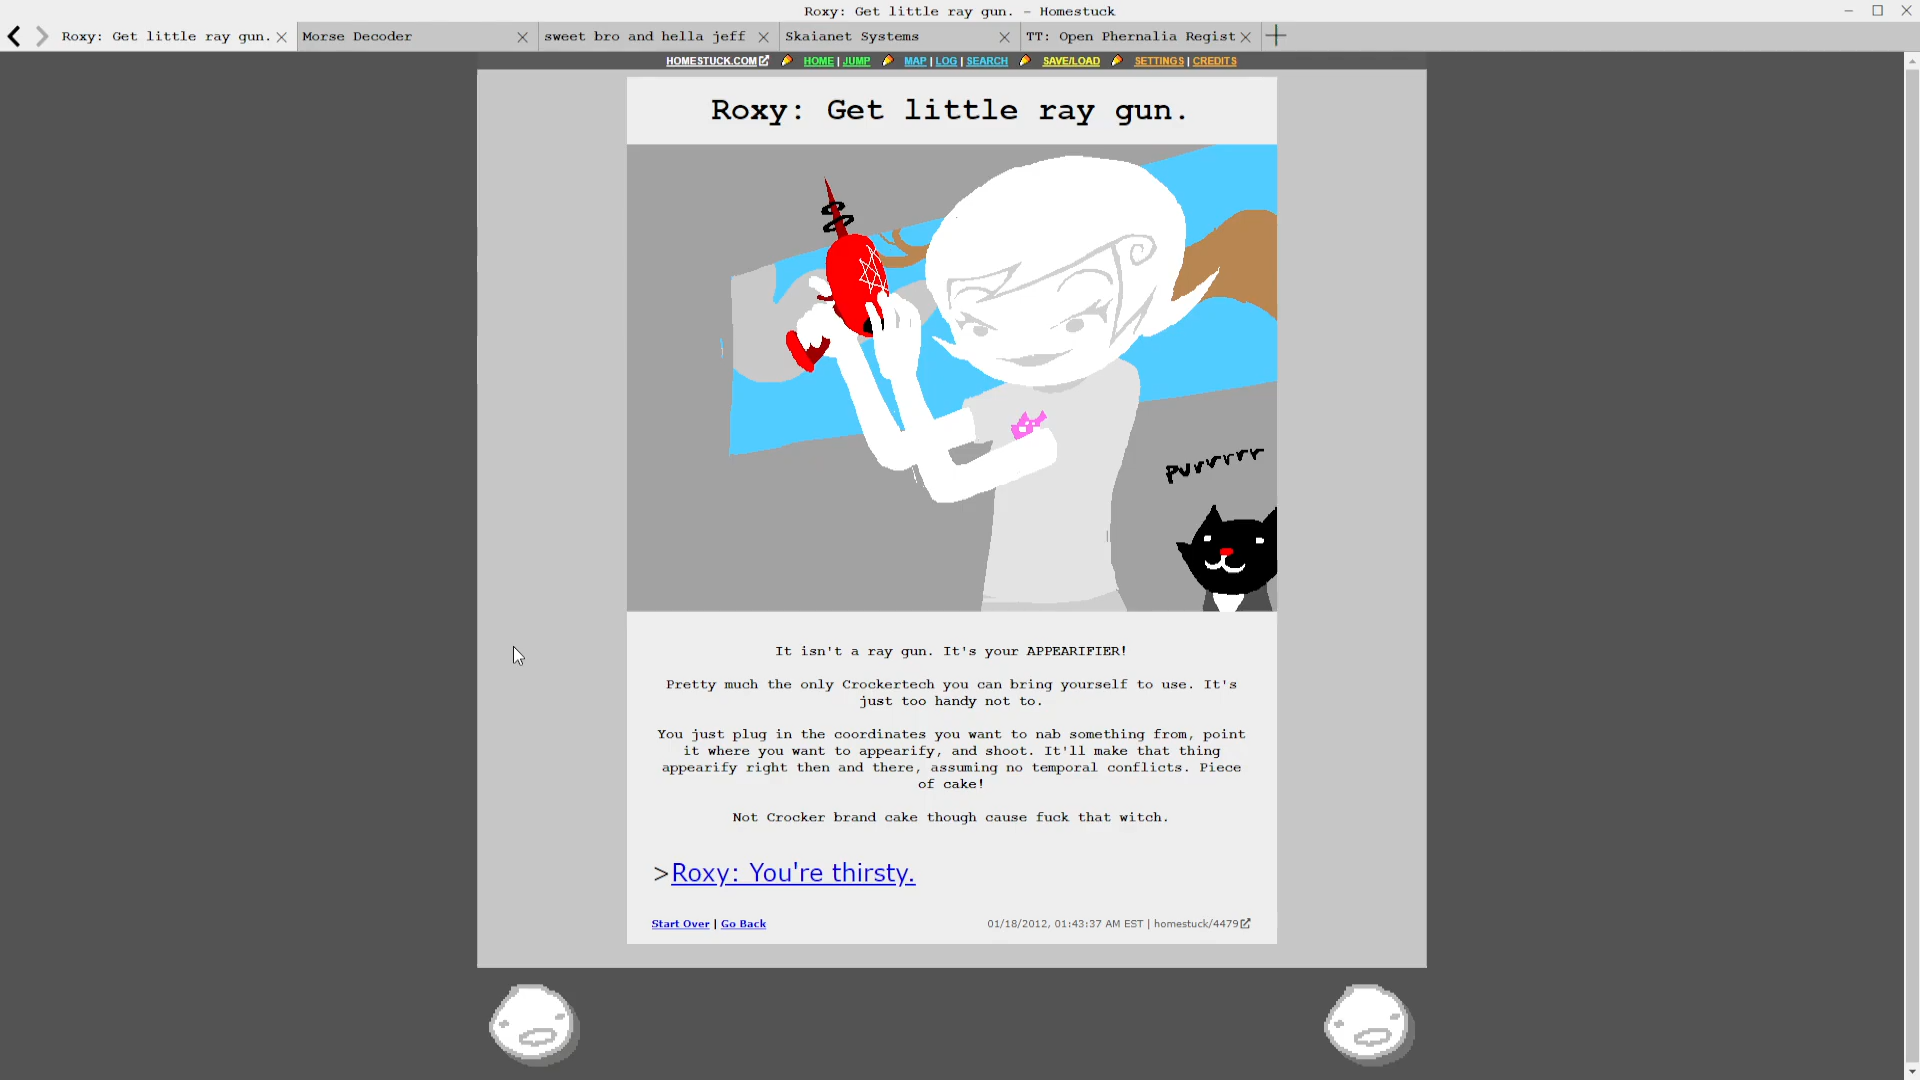 Roxy: Get little ray gun. – Homestuck
Roxy: Get little ray gun.
Morse Decoder
sweet bro and hella jeff
Skaianet Systems
TT: Open Phernalia Regist
HOMESTUCK.COM HOME | JUMP MAP | LOG | SEARCH SAVE/LOAD SETTINGS | CREDITS
Roxy: Get little ray gun.
purrrrr
It isn't a ray gun. It's your APPEARIFIER!
Pretty much the only Crockertech you can bring yourself to use. It's
just too handy not to.
You just plug in the coordinates you want to nab something from, point
it where you want to appearify, and shoot. It'll make that thing
appearify right then and there, assuming no temporal conflicts. Piece
of cake!
Not Crocker brand cake though cause fuck that witch.
>Roxy: You're thirsty.
Start Over | Go Back
01/18/2012, 01:43:37 AM EST | homestuck/4479